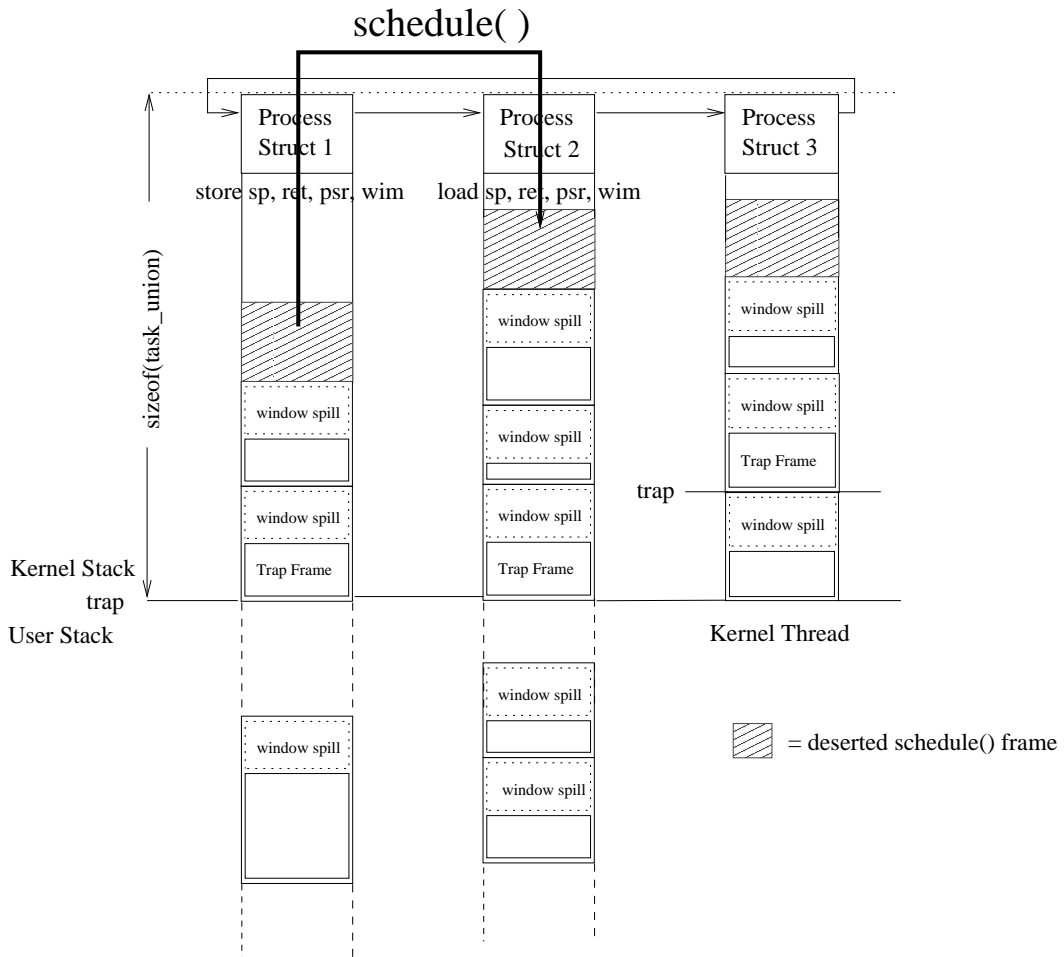 schedule( )
Process
Struct 1
Process
Struct 2
Process
Struct 3
store sp, ret, psr, wim
load sp, ret, psr, wim
sizeof(task_union)
window spill
window spill
Trap Frame
window spill
window spill
window spill
Trap Frame
window spill
window spill
Trap Frame
trap
window spill
Kernel Stack
trap
User Stack
Kernel Thread
window spill
window spill
window spill
= deserted schedule() frame